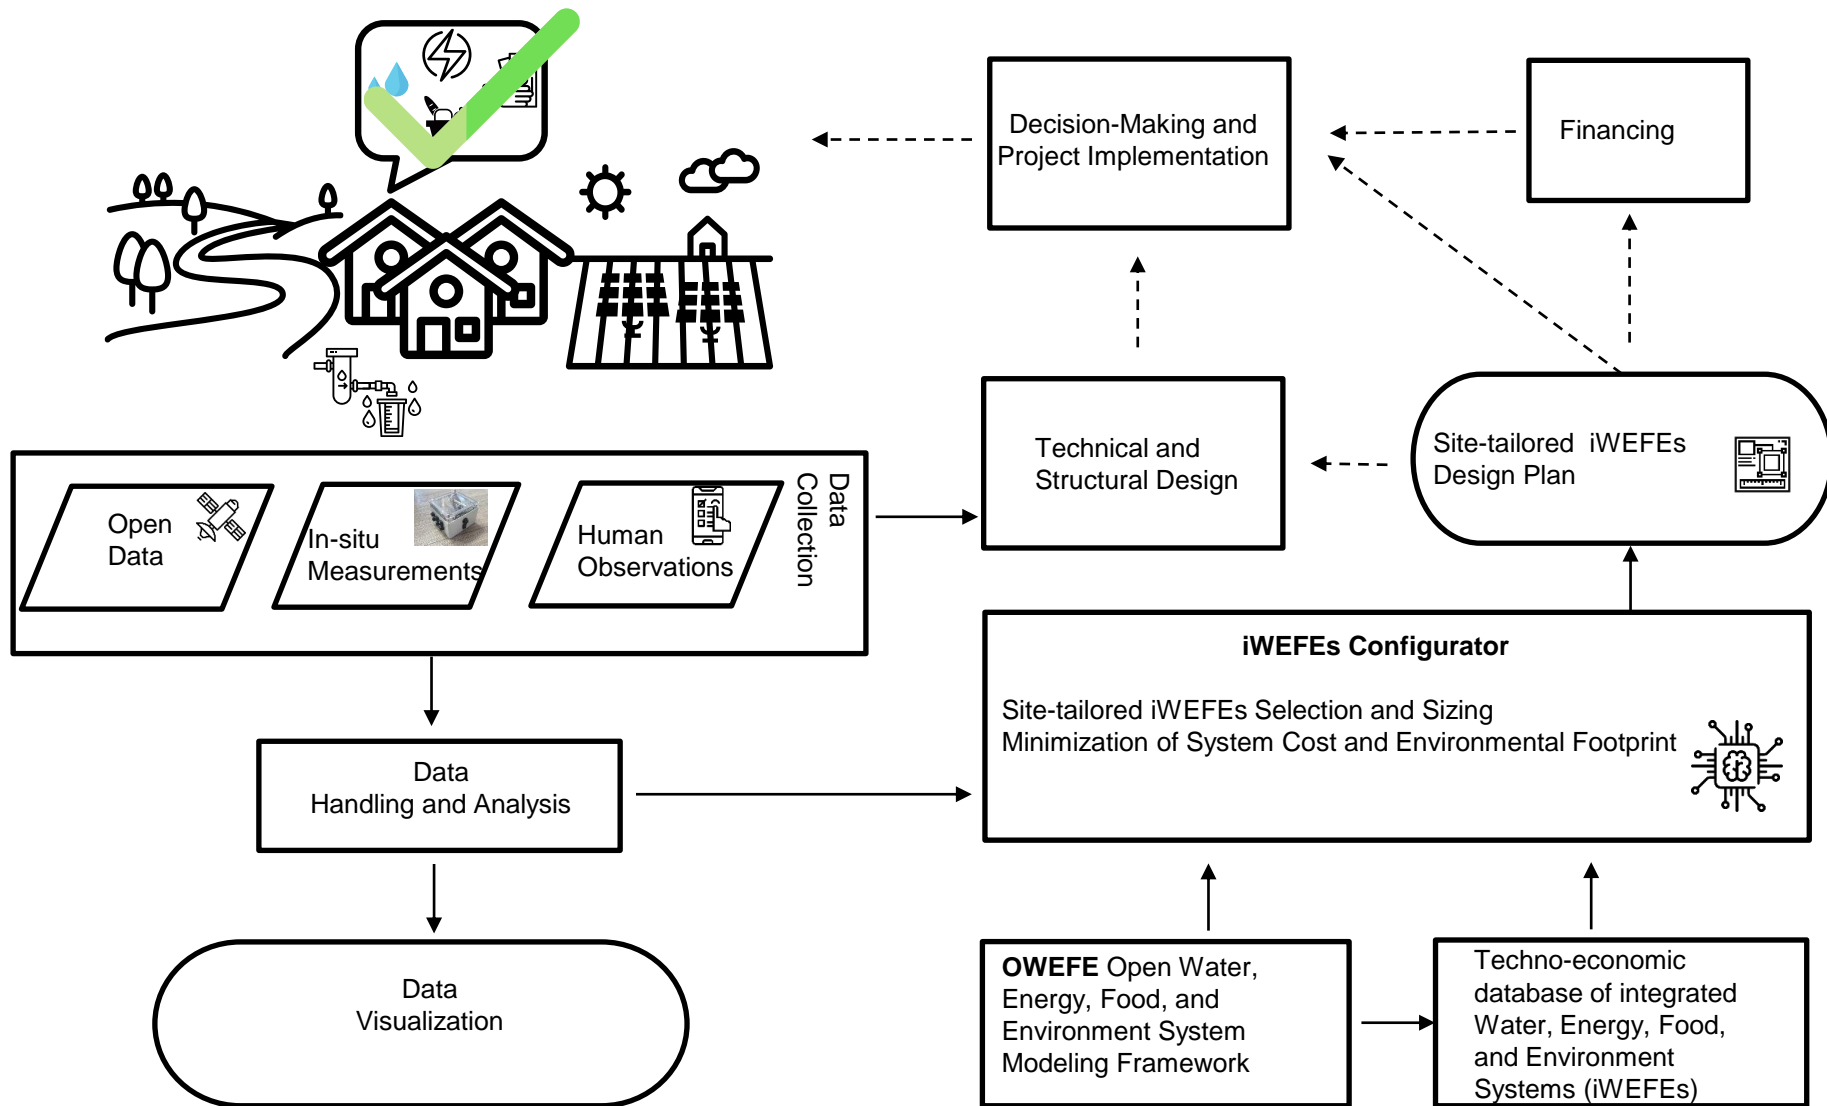 Decision-Making and
Project Implementation
Financing
Technical and
Structural Design
Site-tailored iWEFEs
Design Plan
Data
Collection
Open
Data
In-situ
Measurements
Human
Observations
iWEFEs Configurator
Site-tailored iWEFEs Selection and Sizing
Minimization of System Cost and Environmental Footprint
Data
Handling and Analysis
Data
Visualization
OWEFE Open Water,
Energy, Food, and
Environment System
Modeling Framework
Techno-economic
database of integrated
Water, Energy, Food,
and Environment
Systems (iWEFEs)